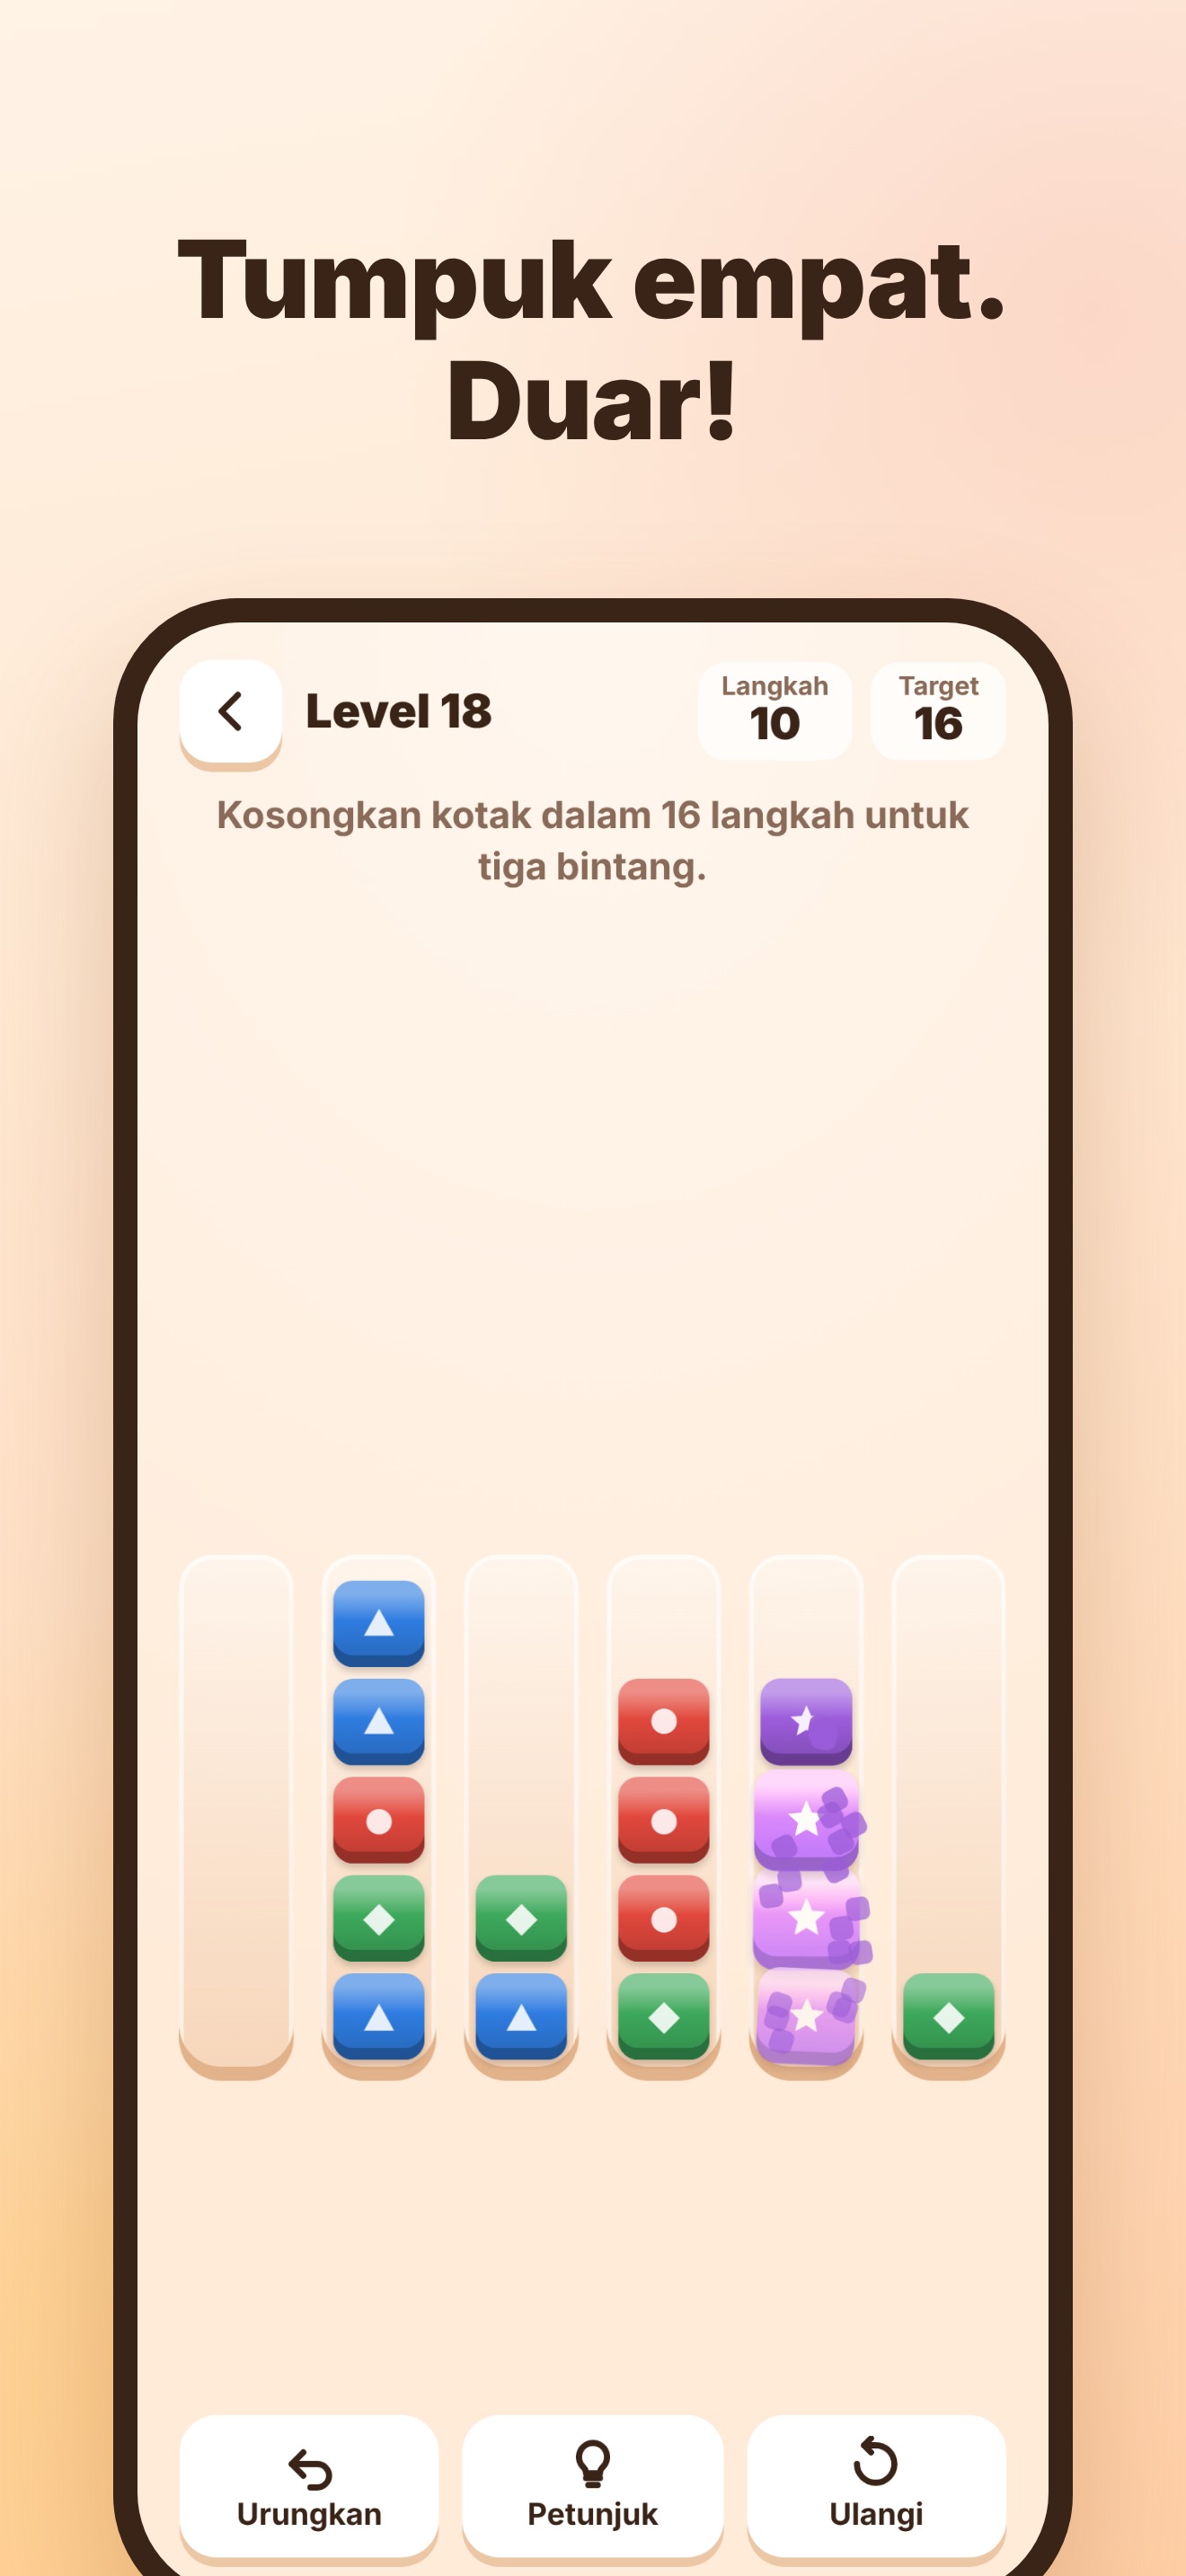 Tumpuk empat.
Duar!
Level 18
Langkah
10
Target
16
Kosongkan kotak dalam 16 langkah untuk
tiga bintang.
Urungkan
Petunjuk
Ulangi